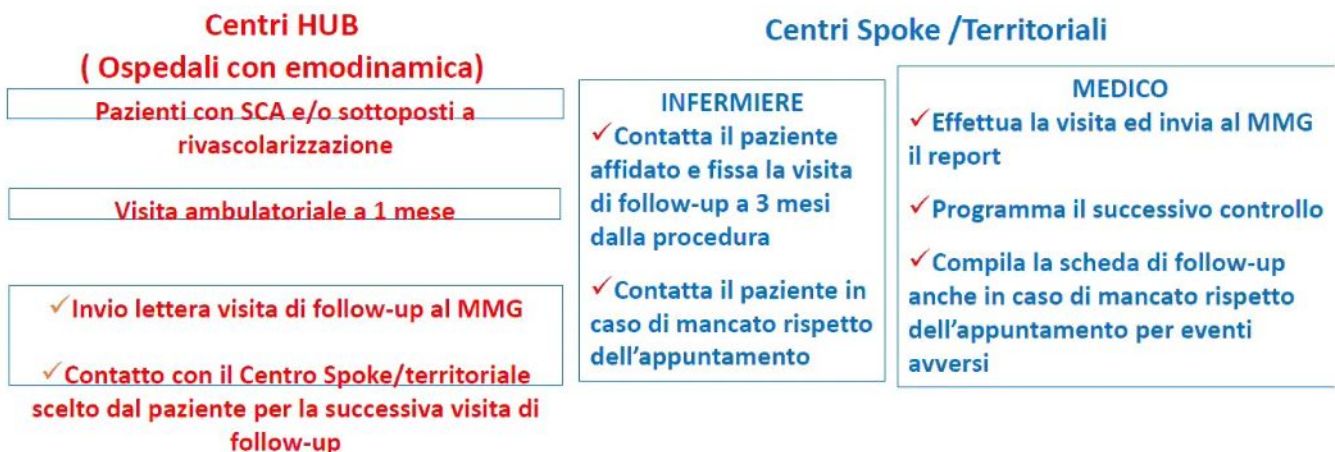 Centri HUB
( Ospedali con emodinamica)
Pazienti con SCA e/o sottoposti a
rivascolarizzazione
Visita ambulatoriale a 1 mese
✓Invio lettera visita di follow-up al MMG
✓Contatto con il Centro Spoke/territoriale
scelto dal paziente per la successiva visita di
follow-up
Centri Spoke /Territoriali
INFERMIERE
✓Contatta il paziente
affidato e fissa la visita
di follow-up a 3 mesi
dalla procedura
✓Contatta il paziente in
caso di mancato rispetto
dell’appuntamento
MEDICO
✓Effettua la visita ed invia al MMG
il report
✓Programma il successivo controllo
✓Compila la scheda di follow-up
anche in caso di mancato rispetto
dell’appuntamento per eventi
avversi